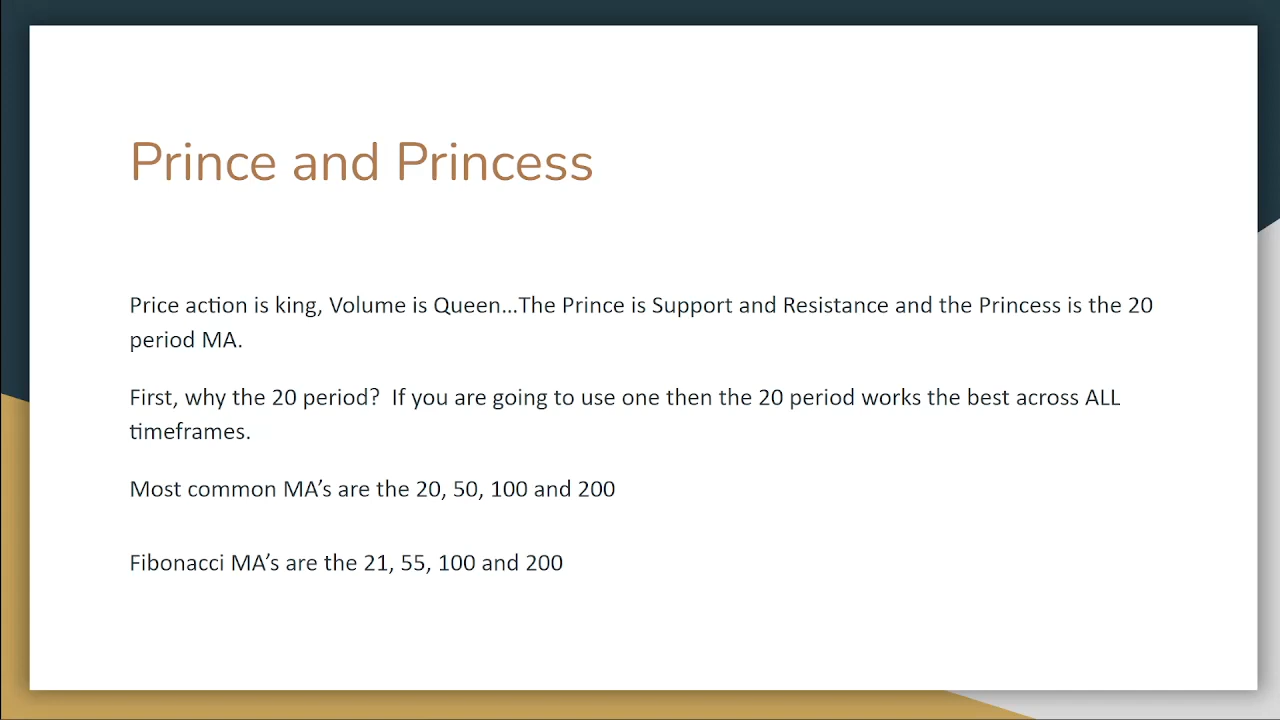 Prince and Princess
Price action is king, Volume is Queen...The Prince is Support and Resistance and the Princess is the 20
period MA.
First, why the 20 period?  If you are going to use one then the 20 period works the best across ALL
timeframes.
Most common MA’s are the 20, 50, 100 and 200
Fibonacci MA’s are the 21, 55, 100 and 200